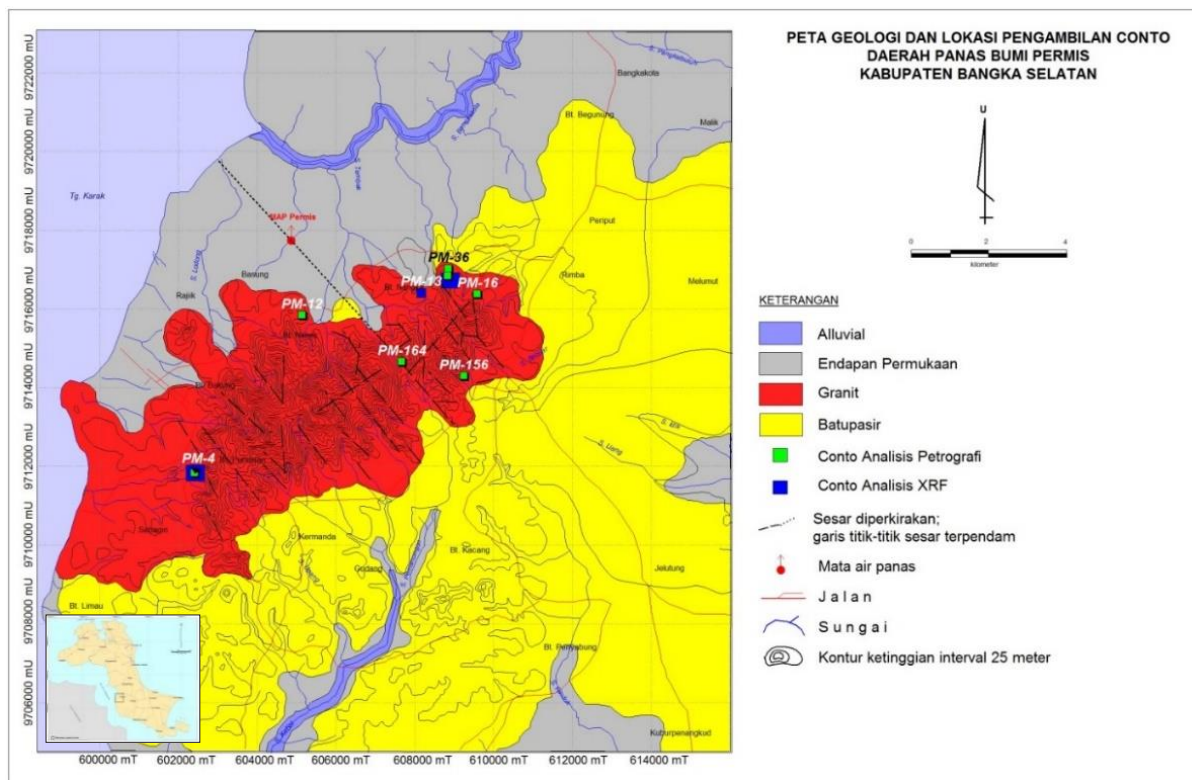 PETA GEOLOGI DAN LOKASI PENGAMBILAN CONTO
DAERAH PANAS BUMI PERMIS
KABUPATEN BANGKA SELATAN
U
0 2 4
kilometer
KETERANGAN
Alluvial
Endapan Permukaan
Granit
Batupasir
Conto Analisis Petrografi
Conto Analisis XRF
Sesar diperkirakan;
garis titik-titik sesar terpendam
Mata air panas
J a l a n
S u n g a i
Kontur ketinggian interval 25 meter
9722000 mU
9720000 mU
9718000 mU
9716000 mU
9714000 mU
9712000 mU
9710000 mU
9708000 mU
9706000 mU
600000 mT
602000 mT
604000 mT
606000 mT
608000 mT
610000 mT
612000 mT
614000 mT
Bangkakota
Bt. Begunung
Malik
Tg. Karak
MAP Permis
Periput
PM-36
PM-13
PM-16
Rimba
Melumut
Banung
Rajik
PM-12
PM-164
PM-156
PM-4
Kermanda
Bt. Kacang
Jelutung
Bt. Limau
Kuburpenangkud